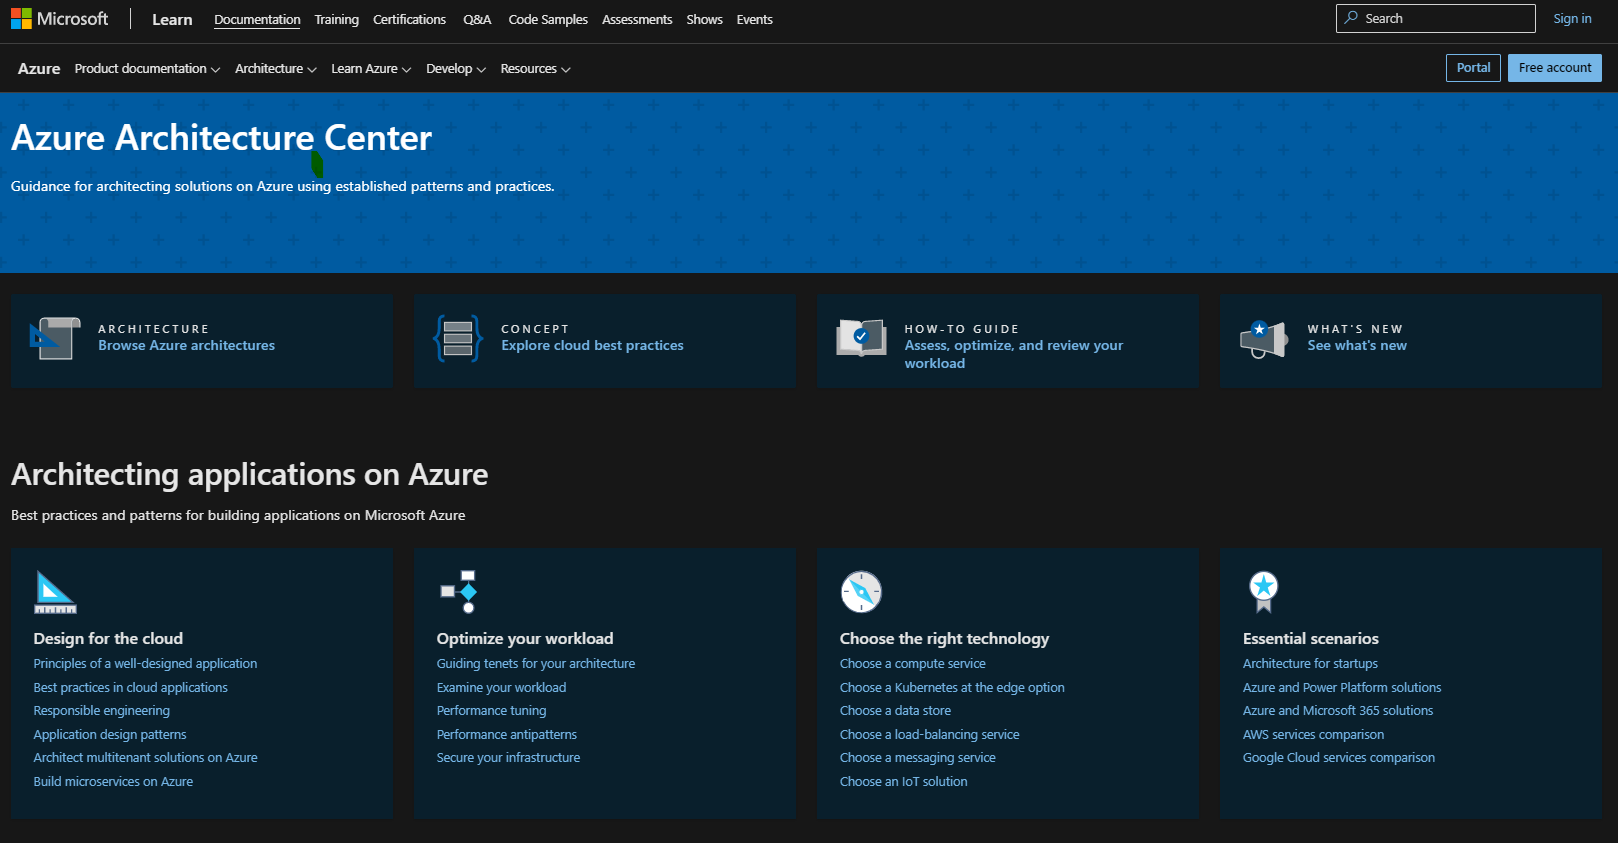 Microsoft
Learn
Documentation
Training
Certifications
Q&A
Code Samples
Assessments
Shows
Events
Search
Sign in
Azure
Product documentation
Architecture
Learn Azure
Develop
Resources
Portal
Free account
Azure Architecture Center
Guidance for architecting solutions on Azure using established patterns and practices.
ARCHITECTURE
Browse Azure architectures
CONCEPT
Explore cloud best practices
HOW-TO GUIDE
Assess, optimize, and review your
workload
WHAT'S NEW
See what's new
Architecting applications on Azure
Best practices and patterns for building applications on Microsoft Azure
Design for the cloud
Principles of a well-designed application
Best practices in cloud applications
Responsible engineering
Application design patterns
Architect multitenant solutions on Azure
Build microservices on Azure
Optimize your workload
Guiding tenets for your architecture
Examine your workload
Performance tuning
Performance antipatterns
Secure your infrastructure
Choose the right technology
Choose a compute service
Choose a Kubernetes at the edge option
Choose a data store
Choose a load-balancing service
Choose a messaging service
Choose an IoT solution
Essential scenarios
Architecture for startups
Azure and Power Platform solutions
Azure and Microsoft 365 solutions
AWS services comparison
Google Cloud services comparison